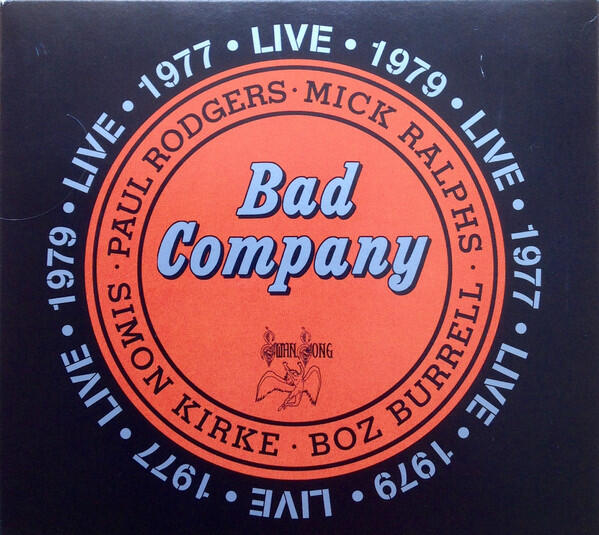 LIVE • 1979 • LIVE • 1977 • LIVE • 1979 • LIVE • 1977 • LIVE • 1979 • LIVE • 1977 •
PAUL RODGERS · MICK RALPHS ·
Bad
Company
SWAN SONG
SIMON KIRKE · BOZ BURRELL ·